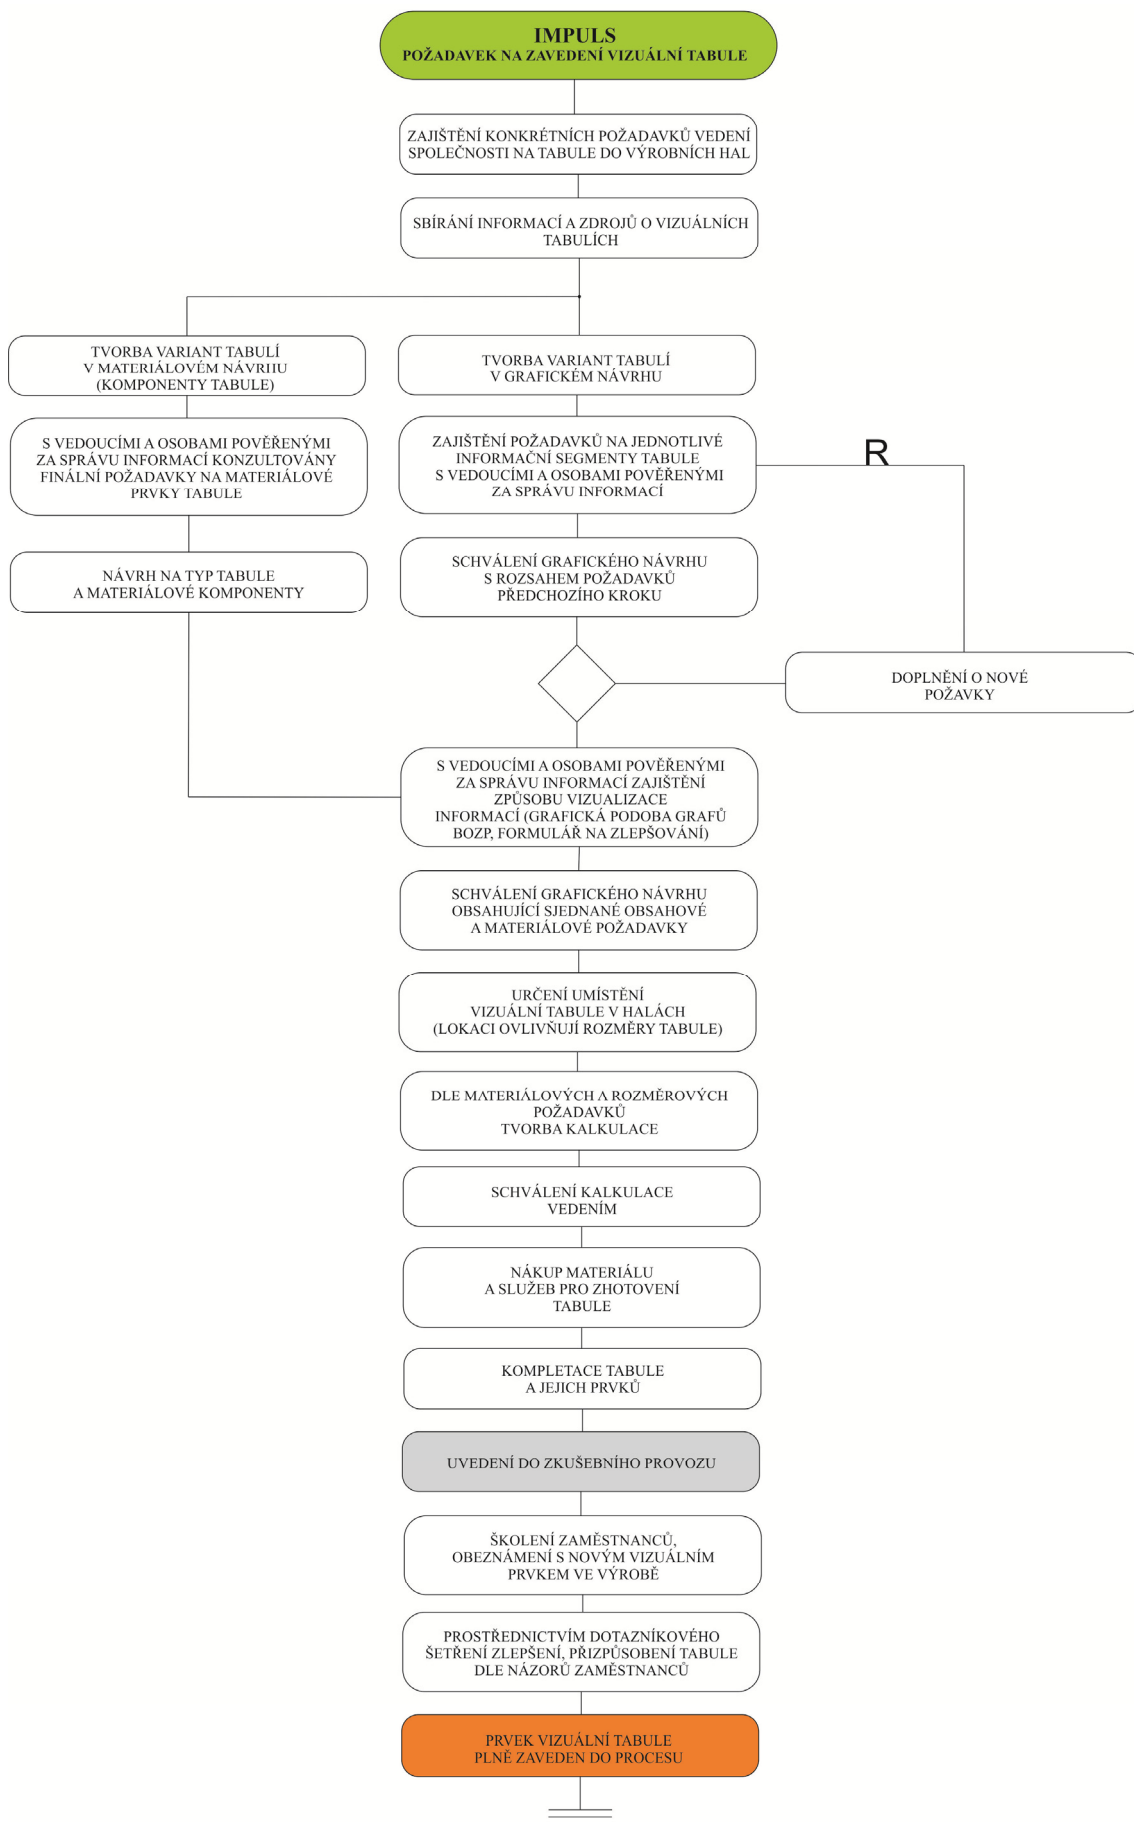 IMPULS
POŽADAVEK NA ZAVEDENÍ VIZUÁLNÍ TABULE
ZAJIŠTĚNÍ KONKRÉTNÍCH POŽADAVKŮ VEDENÍ
SPOLEČNOSTI NA TABULE DO VÝROBNÍCH HAL
SBÍRÁNÍ INFORMACÍ A ZDROJŮ O VIZUÁLNÍCH
TABULÍCH
TVORBA VARIANT TABULÍ
V MATERIÁLOVÉM NÁVRHU
(KOMPONENTY TABULE)
TVORBA VARIANT TABULÍ
V GRAFICKÉM NÁVRHU
S VEDOUCÍMI A OSOBAMI POVĚŘENÝMI
ZA SPRÁVU INFORMACÍ KONZULTOVÁNY
FINÁLNÍ POŽADAVKY NA MATERIÁLOVÉ
PRVKY TABULE
ZAJIŠTĚNÍ POŽADAVKŮ NA JEDNOTLIVÉ
INFORMAČNÍ SEGMENTY TABULE
S VEDOUCÍMI A OSOBAMI POVĚŘENÝMI
ZA SPRÁVU INFORMACÍ
R
NÁVRH NA TYP TABULE
A MATERIÁLOVÉ KOMPONENTY
SCHVÁLENÍ GRAFICKÉHO NÁVRHU
S ROZSAHEM POŽADAVKŮ
PŘEDCHOZÍHO KROKU
DOPLNĚNÍ O NOVÉ
POŽAVKY
S VEDOUCÍMI A OSOBAMI POVĚŘENÝMI
ZA SPRÁVU INFORMACÍ ZAJIŠTĚNÍ
ZPŮSOBU VIZUALIZACE
INFORMACÍ (GRAFICKÁ PODOBA GRAFŮ
BOZP, FORMULÁŘ NA ZLEPŠOVÁNÍ)
SCHVÁLENÍ GRAFICKÉHO NÁVRHU
OBSAHUJÍCÍ SJEDNANÉ OBSAHOVÉ
A MATERIÁLOVÉ POŽADAVKY
URČENÍ UMÍSTĚNÍ
VIZUÁLNÍ TABULE V HALÁCH
(LOKACI OVLIVŇUJÍ ROZMĚRY TABULE)
DLE MATERIÁLOVÝCH A ROZMĚROVÝCH
POŽADAVKŮ
TVORBA KALKULACE
SCHVÁLENÍ KALKULACE
VEDENÍM
NÁKUP MATERIÁLU
A SLUŽEB PRO ZHOTOVENÍ
TABULE
KOMPLETACE TABULE
A JEJICH PRVKŮ
UVEDENÍ DO ZKUŠEBNÍHO PROVOZU
ŠKOLENÍ ZAMĚSTNANCŮ,
OBEZNÁMENÍ S NOVÝM VIZUÁLNÍM
PRVKEM VE VÝROBĚ
PROSTŘEDNICTVÍM DOTAZNÍKOVÉHO
ŠETŘENÍ ZLEPŠENÍ, PŘIZPŮSOBENÍ TABULE
DLE NÁZORŮ ZAMĚSTNANCŮ
PRVEK VIZUÁLNÍ TABULE
PLNĚ ZAVEDEN DO PROCESU